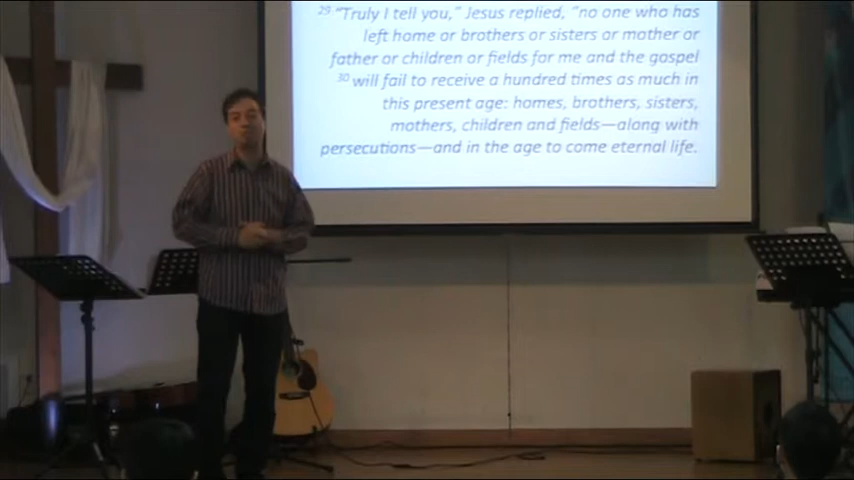 29 "Truly I tell you," Jesus replied, "no one who has
left home or brothers or sisters or mother or
father or children or fields for me and the gospel
30 will fail to receive a hundred times as much in
this present age: homes, brothers, sisters,
mothers, children and fields—along with
persecutions—and in the age to come eternal life.